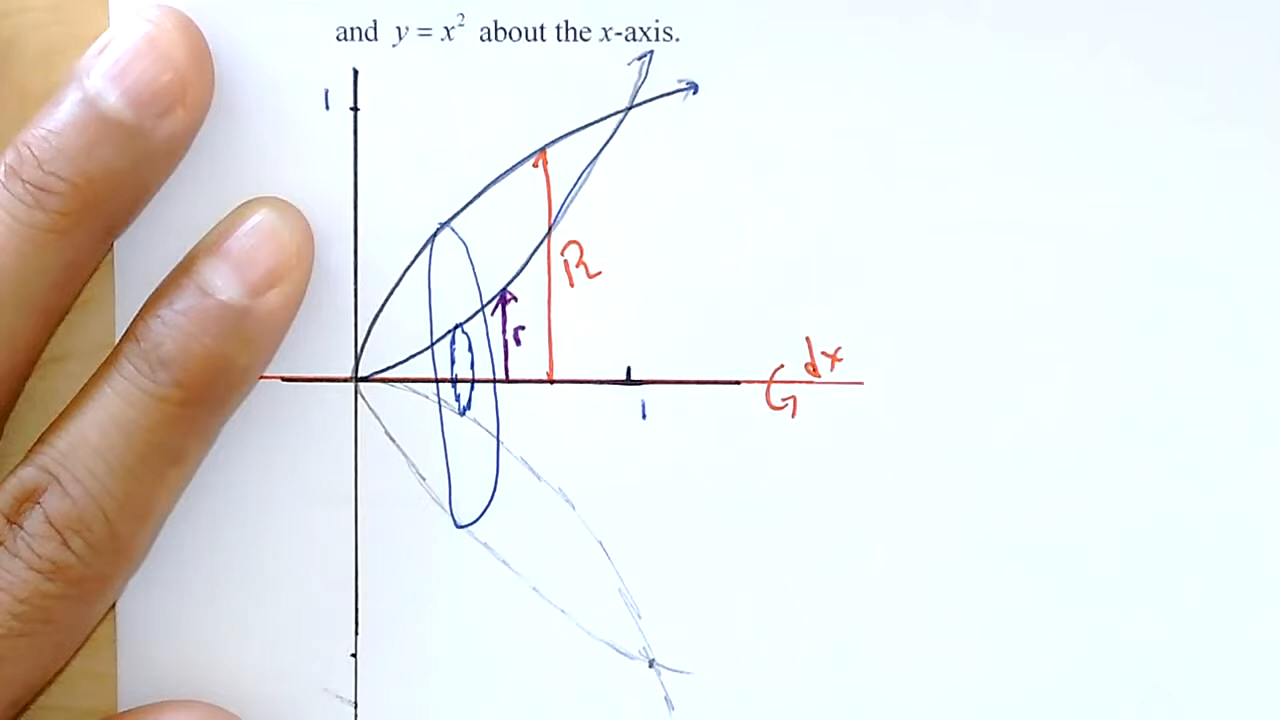 and y = x² about the x-axis.
1
R
r
dx
1